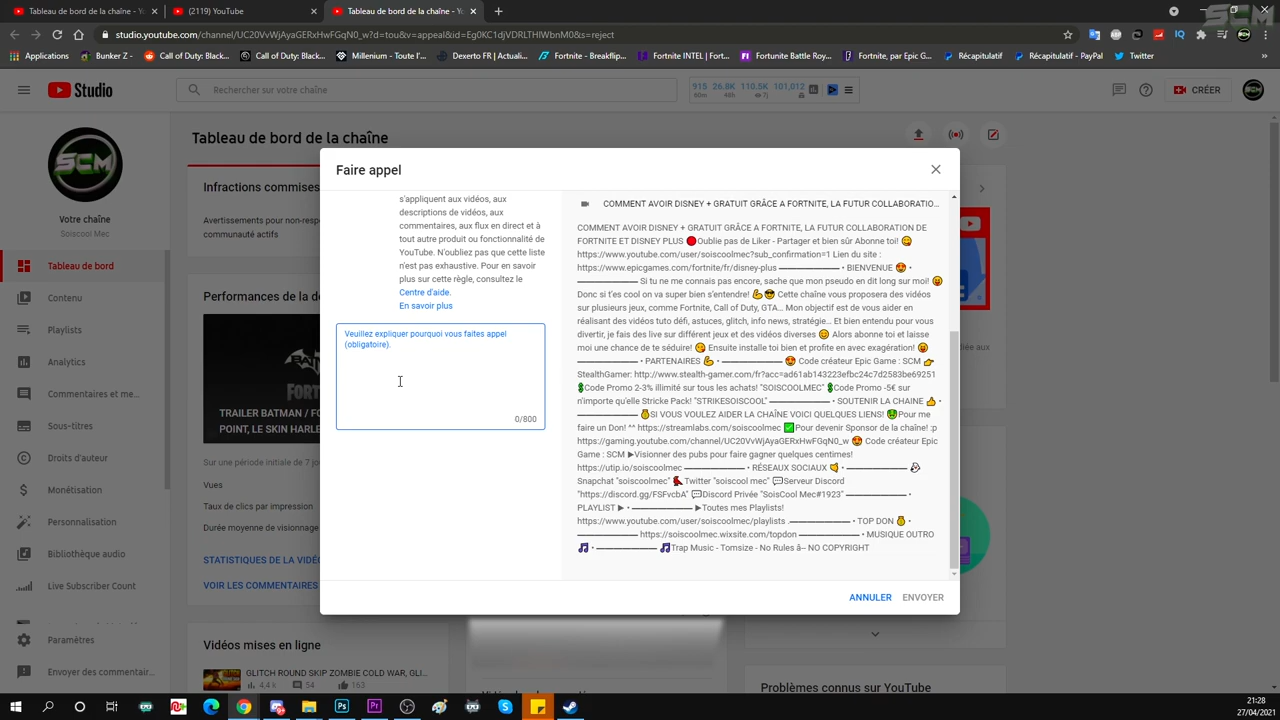 Tableau de bord de la chaîne - Yo
(2119) YouTube
Tableau de bord de la chaîne - Yo
SCM
studio.youtube.com/channel/UC20VvWjAyaGERxHwFGqN0_w?d=tou&v=appeal&id=Eg0KC1jdVDRLTHlWbnM0&s=reject
Applications
Bunker Z -
Call of Duty: Black...
Call of Duty: Black...
Millenium - Toute l'...
Dexerto FR | Actuali...
Fortnite - Breakflip...
Fortnite INTEL | Fort...
Fortunite Battle Roy...
Fortnite, par Epic G...
Récapitulatif
Récapitulatif - PayPal
Twitter
Studio
Rechercher sur votre chaîne
915 26.8K 110.5K 101,012
60m 48h 7j
CRÉER
SCM
Votre chaîne
Soiscool Mec
Tableau de bord
Contenu
Playlists
Analytics
Commentaires et me...
Sous-titres
Droits d'auteur
Monétisation
Personnalisation
Bibliothèque audio
Live Subscriber Count
Paramètres
Envoyer des commentair...
Tableau de bord de la chaîne
Infractions commises
Avertissements pour non-respe
communauté actifs
Performances de la d
TRAILER BATMAN / FO
POINT, LE SKIN HARLE
Sur une période initiale de 7 jo
Vues
Taux de clics par impression
Durée moyenne de visionnage
STATISTIQUES DE LA VIDÉO
VOIR LES COMMENTAIRES
Vidéos mises en ligne
GLITCH ROUND SKIP ZOMBIE COLD WAR, GLI...
4,4 k 54 163
Faire appel
s'appliquent aux vidéos, aux
descriptions de vidéos, aux
commentaires, aux flux en direct et à
tout autre produit ou fonctionnalité de
YouTube. N'oubliez pas que cette liste
n'est pas exhaustive. Pour en savoir
plus sur cette règle, consultez le
Centre d'aide.
En savoir plus
Veuillez expliquer pourquoi vous faites appel
(obligatoire).
0/800
COMMENT AVOIR DISNEY + GRATUIT GRÂCE A FORTNITE, LA FUTUR COLLABORATIO...
COMMENT AVOIR DISNEY + GRATUIT GRÂCE A FORTNITE, LA FUTUR COLLABORATION DE
FORTNITE ET DISNEY PLUS 🔴Oublie pas de Liker - Partager et bien sûr Abonne toi! 😋
https://www.youtube.com/user/soiscoolmec?sub_confirmation=1 Lien du site :
https://www.epicgames.com/fortnite/fr/disney-plus —————— • BIENVENUE 😍 •
—————— Si tu ne me connais pas encore, sache que mon pseudo en dit long sur moi! 😛
Donc si t'es cool on va super bien s'entendre! 💪😎 Cette chaîne vous proposera des vidéos
sur plusieurs jeux, comme Fortnite, Call of Duty, GTA... Mon objectif est de vous aider en
réalisant des vidéos tuto défi, astuces, glitch, info news, stratégie... Et bien entendu pour vous
divertir, je fais des live sur différent jeux et des vidéos diverses 😊 Alors abonne toi et laisse
moi une chance de te séduire! 😘 Ensuite installe toi bien et profite en avec exagération! 😛
—————— • PARTENAIRES 💪 • —————— 😍 Code créateur Epic Game : SCM 👉
StealthGamer: http://www.stealth-gamer.com/fr?acc=ad61ab143223efbc24c7d2583be69251
💲Code Promo 2-3% illimité sur tous les achats! "SOISCOOLMEC" 💲Code Promo -5€ sur
n'importe qu'elle Stricke Pack! "STRIKESOISCOOL" —————— • SOUTENIR LA CHAINE 👍 •
—————— 💰SI VOUS VOULEZ AIDER LA CHAÎNE VOICI QUELQUES LIENS! 🤑Pour me
faire un Don! ^^ https://streamlabs.com/soiscoolmec ✅Pour devenir Sponsor de la chaîne! :p
https://gaming.youtube.com/channel/UC20VvWjAyaGERxHwFGqN0_w 😍 Code créateur Epic
Game : SCM ▶Visionner des pubs pour faire gagner quelques centimes!
https://utip.io/soiscoolmec —————— • RÉSEAUX SOCIAUX 🤙 • —————— 👻
Snapchat "soiscoolmec" 🐦Twitter "soiscool mec" 💬Serveur Discord
"https://discord.gg/FSFvcbA" 💬Discord Privée "SoisCool Mec#1923" —————— •
PLAYLIST ▶ • —————— ▶Toutes mes Playlists!
https://www.youtube.com/user/soiscoolmec/playlists .—————— • TOP DON 💰 •
—————— https://soiscoolmec.wixsite.com/topdon —————— • MUSIQUE OUTRO
🎵 • —————— 🎵Trap Music - Tomsize - No Rules â– NO COPYRIGHT
ANNULER
ENVOYER
aide aux
Problèmes connus sur YouTube
21:28
27/04/2021